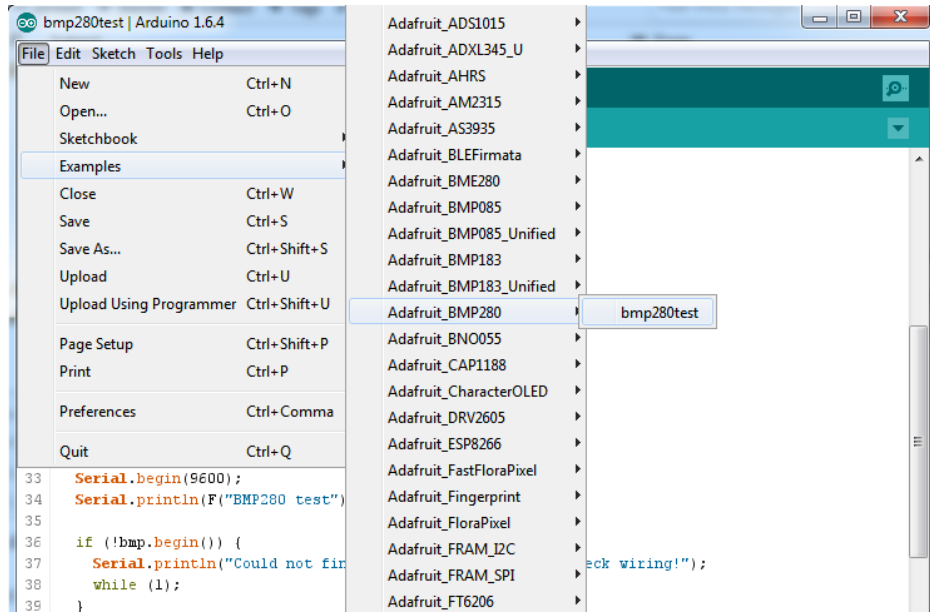 bmp280test | Arduino 1.6.4
File Edit Sketch Tools Help
New Ctrl+N
Open... Ctrl+O
Sketchbook
Examples
Close Ctrl+W
Save Ctrl+S
Save As... Ctrl+Shift+S
Upload Ctrl+U
Upload Using Programmer Ctrl+Shift+U
Page Setup Ctrl+Shift+P
Print Ctrl+P
Preferences Ctrl+Comma
Quit Ctrl+Q
Adafruit_ADS1015
Adafruit_ADXL345_U
Adafruit_AHRS
Adafruit_AM2315
Adafruit_AS3935
Adafruit_BLEFirmata
Adafruit_BME280
Adafruit_BMP085
Adafruit_BMP085_Unified
Adafruit_BMP183
Adafruit_BMP183_Unified
Adafruit_BMP280
Adafruit_BNO055
Adafruit_CAP1188
Adafruit_CharacterOLED
Adafruit_DRV2605
Adafruit_ESP8266
Adafruit_FastFloraPixel
Adafruit_Fingerprint
Adafruit_FloraPixel
Adafruit_FRAM_I2C
Adafruit_FRAM_SPI
Adafruit_FT6206
bmp280test
33 Serial.begin(9600);
34 Serial.println(F("BMP280 test")
35
36 if (!bmp.begin()) {
37 Serial.println("Could not fin eck wiring!");
38 while (1);
39 }